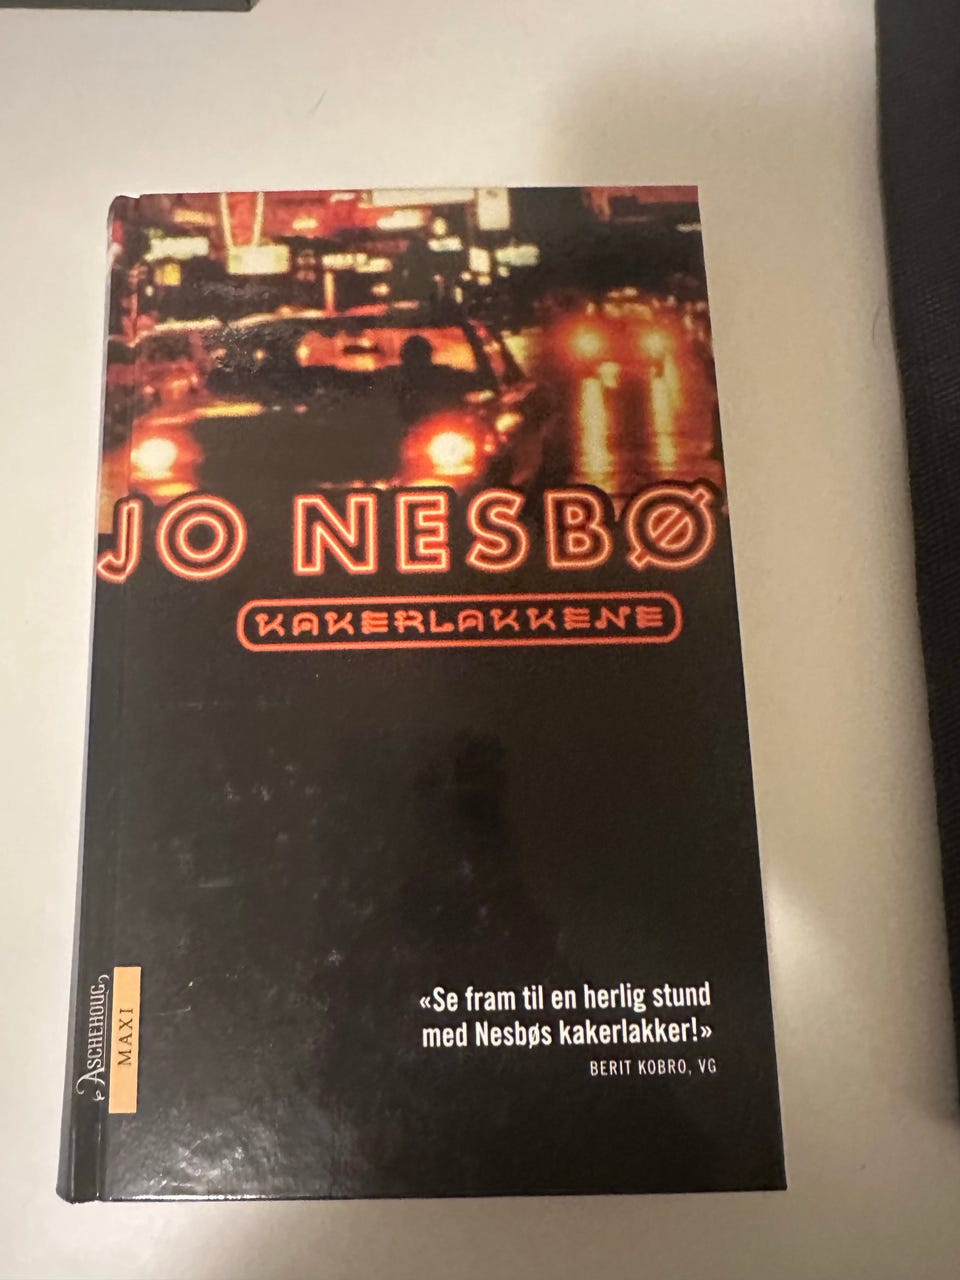 JO NESBØ
KAKERLAKKENE
«Se fram til en herlig stund
med Nesbøs kakerlakker!»
BERIT KOBRO, VG
ASCHEHOUG
MAXI